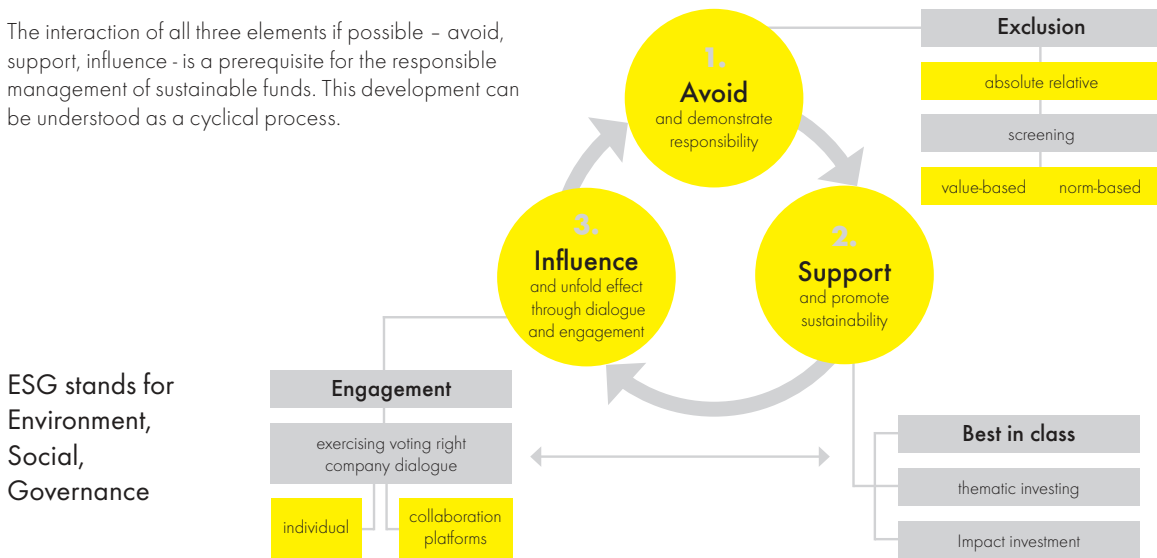 The interaction of all three elements if possible – avoid,
support, influence - is a prerequisite for the responsible
management of sustainable funds. This development can
be understood as a cyclical process.
1.
Avoid
and demonstrate
responsibility
Exclusion
absolute relative
screening
value-based norm-based
2.
Support
and promote
sustainability
3.
Influence
and unfold effect
through dialogue
and engagement
ESG stands for
Environment,
Social,
Governance
Engagement
exercising voting right
company dialogue
individual
collaboration
platforms
Best in class
thematic investing
Impact investment